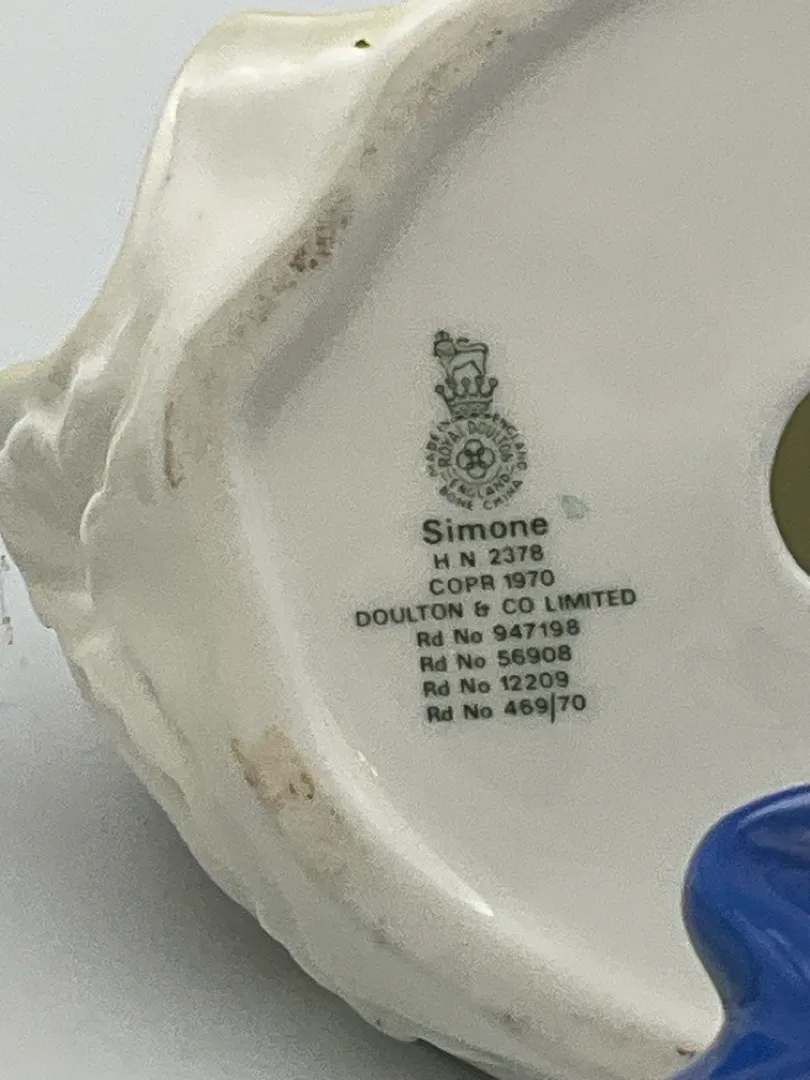 MADE IN ENGLAND
ROYAL DOULTON
ENGLAND
BONE CHINA
Simone
H N 2378
COPR 1970
DOULTON & CO LIMITED
Rd No 947198
Rd No 56908
Rd No 12209
Rd No 469/70